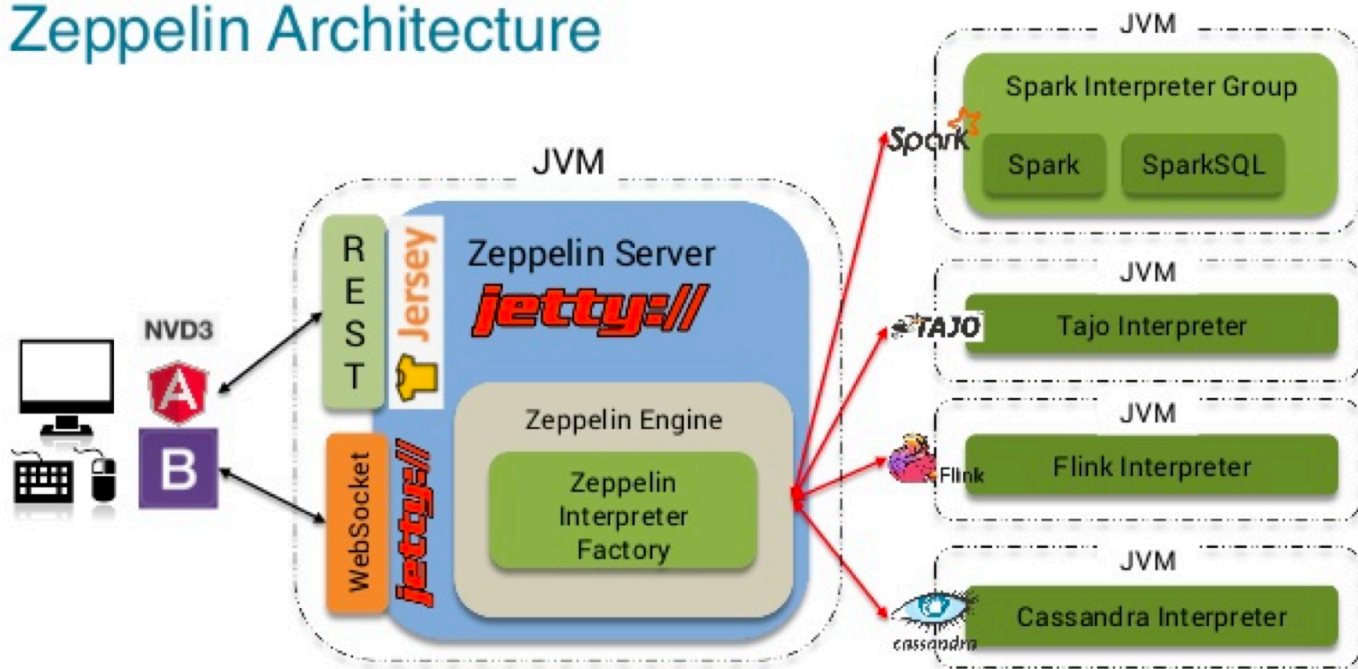 Zeppelin Architecture
JVM
REST
Jersey
Zeppelin Server
jetty://
NVD3
A
B
WebSocket
jetty://
Zeppelin Engine
Zeppelin
Interpreter
Factory
JVM
Spark Interpreter Group
Spark
Spark
SparkSQL
JVM
TAJO
Tajo Interpreter
JVM
Flink
Flink Interpreter
JVM
cassandra
Cassandra Interpreter